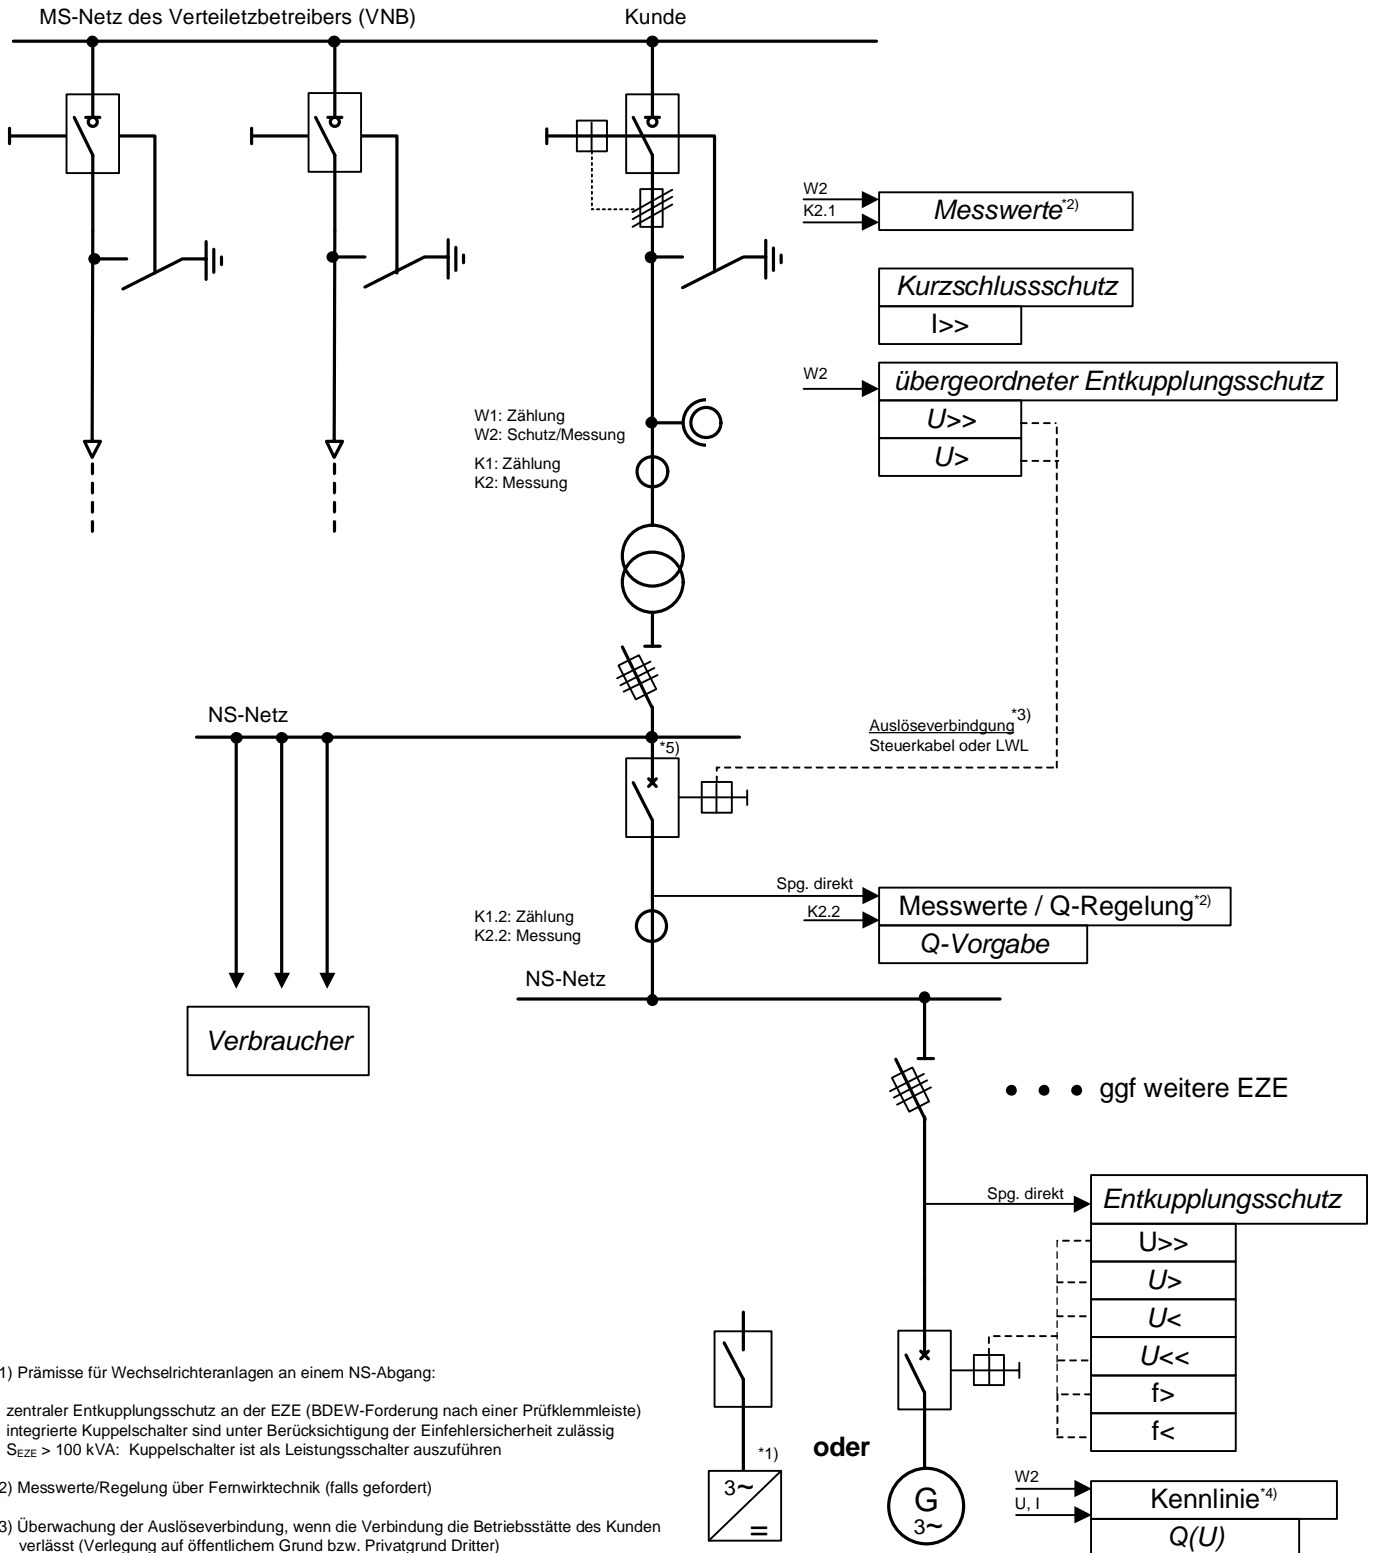 MS-Netz des Verteiletzbetreibers (VNB)
Kunde
W2
K2.1
Messwerte*2)
Kurzschlussschutz
I>>
W2
übergeordneter Entkupplungsschutz
U>>
U>
W1: Zählung
W2: Schutz/Messung
K1: Zählung
K2: Messung
NS-Netz
*5)
Auslöseverbindgung*3)
Steuerkabel oder LWL
Spg. direkt
K2.2
Messwerte / Q-Regelung*2)
Q-Vorgabe
K1.2: Zählung
K2.2: Messung
NS-Netz
Verbraucher
ggf weitere EZE
Spg. direkt
Entkupplungsschutz
U>>
U>
U<
U<<
f>
f<
1) Prämisse für Wechselrichteranlagen an einem NS-Abgang:
zentraler Entkupplungsschutz an der EZE (BDEW-Forderung nach einer Prüfklemmleiste)
integrierte Kuppelschalter sind unter Berücksichtigung der Einfehlersicherheit zulässig
SEZE > 100 kVA: Kuppelschalter ist als Leistungsschalter auszuführen
2) Messwerte/Regelung über Fernwirktechnik (falls gefordert)
3) Überwachung der Auslöseverbindung, wenn die Verbindung die Betriebsstätte des Kunden
verlässt (Verlegung auf öffentlichem Grund bzw. Privatgrund Dritter)
*1)
3~
=
oder
G
3~
W2
U, I
Kennlinie*4)
Q(U)